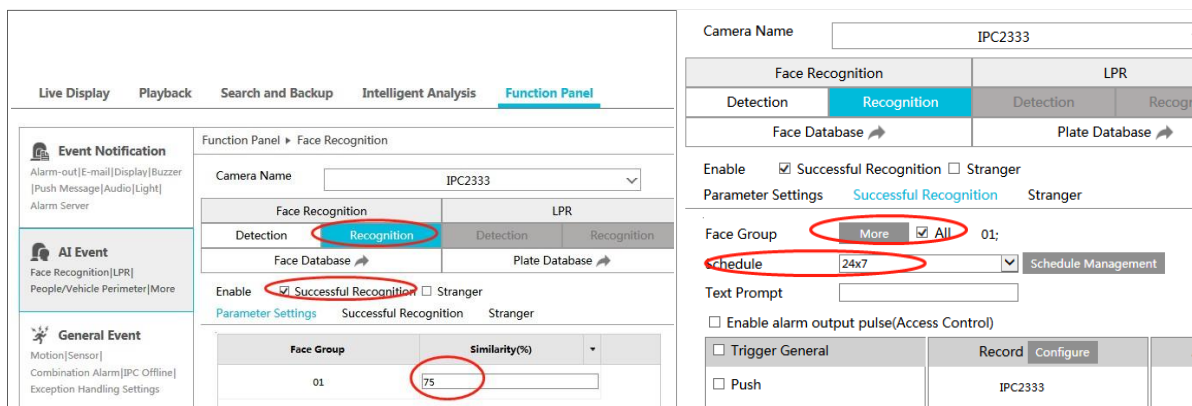 Live Display Playback Search and Backup Intelligent Analysis Function Panel
Event Notification
Alarm-out|E-mail|Display|Buzzer
|Push Message|Audio|Light|
Alarm Server
AI Event
Face Recognition|LPR|
People/Vehicle Perimeter|More
General Event
Motion|Sensor|
Combination Alarm|IPC Offline|
Exception Handling Settings
Function Panel ▸ Face Recognition
Camera Name IPC2333
Face Recognition LPR
Detection Recognition Detection Recognition
Face Database Plate Database
Enable Successful Recognition Stranger
Parameter Settings Successful Recognition Stranger
Face Group Similarity(%)
01 75
Camera Name IPC2333
Face Recognition LPR
Detection Recognition Detection
Face Database Plate Database
Enable Successful Recognition Stranger
Parameter Settings Successful Recognition Stranger
Face Group More All 01;
Schedule 24x7 Schedule Management
Text Prompt
Enable alarm output pulse(Access Control)
Trigger General Record Configure
Push IPC2333